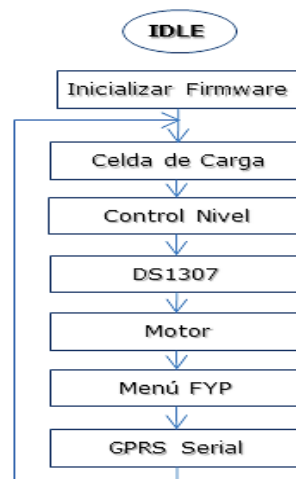 IDLE
Inicializar Firmware
Celda de Carga
Control Nivel
DS1307
Motor
Menú FYP
GPRS Serial